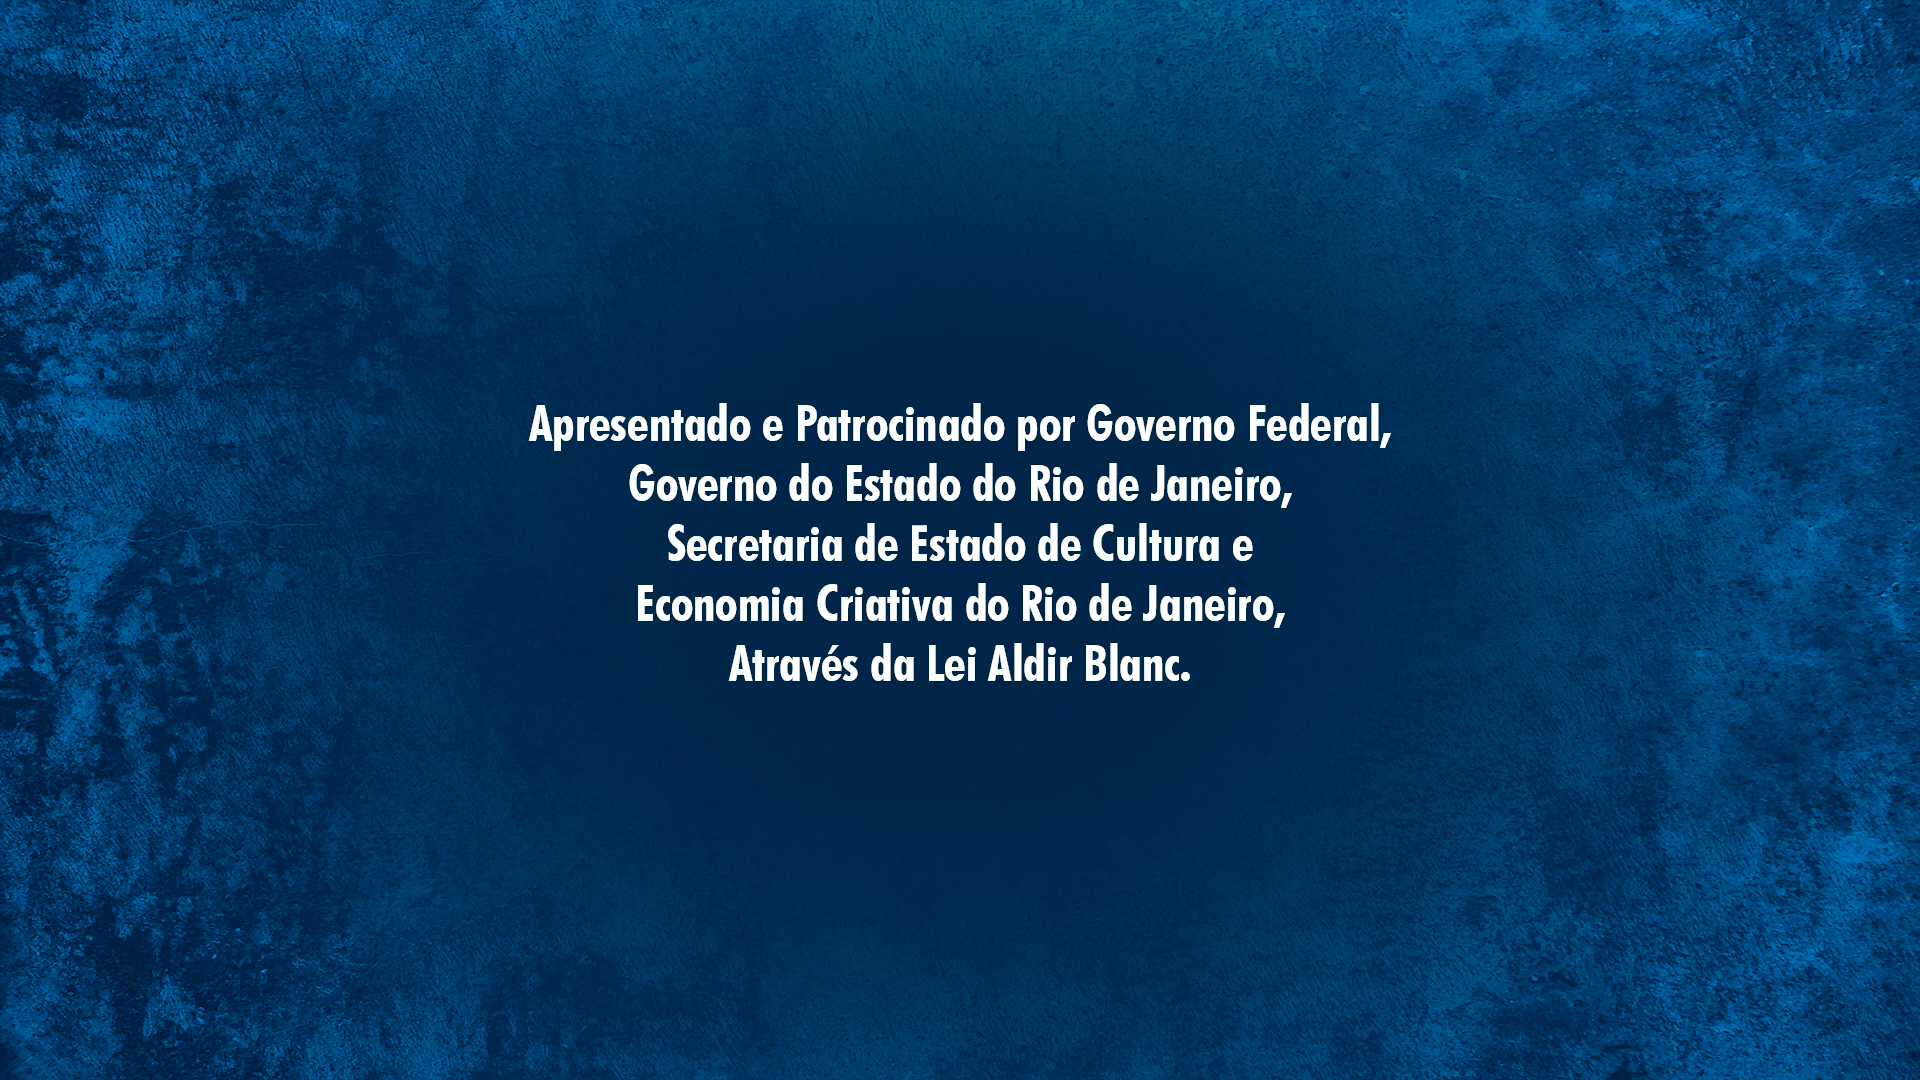 Apresentado e Patrocinado por Governo Federal,
Governo do Estado do Rio de Janeiro,
Secretaria de Estado de Cultura e
Economia Criativa do Rio de Janeiro,
Através da Lei Aldir Blanc.